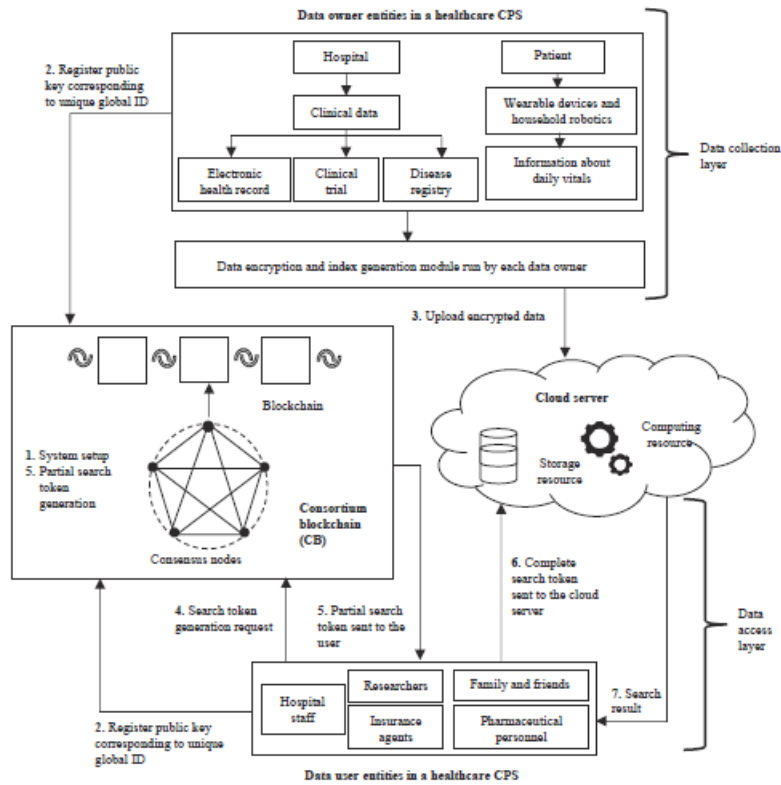 Data owner entities in a healthcare CPS
2. Register public
key corresponding
to unique global ID
Hospital
Patient
Clinical data
Wearable devices and
household robotics
Electronic
health record
Clinical
trial
Disease
registry
Information about
daily vitals
Data collection
layer
Data encryption and index generation module run by each data owner
3. Upload encrypted data
Blockchain
1. System setup
5. Partial search
token
generation
Consortium
blockchain
(CB)
Consensus nodes
Cloud server
Computing
resource
Storage
resource
4. Search token
generation request
5. Partial search
token sent to the
user
6. Complete
search token
sent to the cloud
server
Data
access
layer
7. Search
result
2. Register public key
corresponding to unique
global ID
Hospital
staff
Researchers
Insurance
agents
Family and friends
Pharmaceutical
personnel
Data user entities in a healthcare CPS